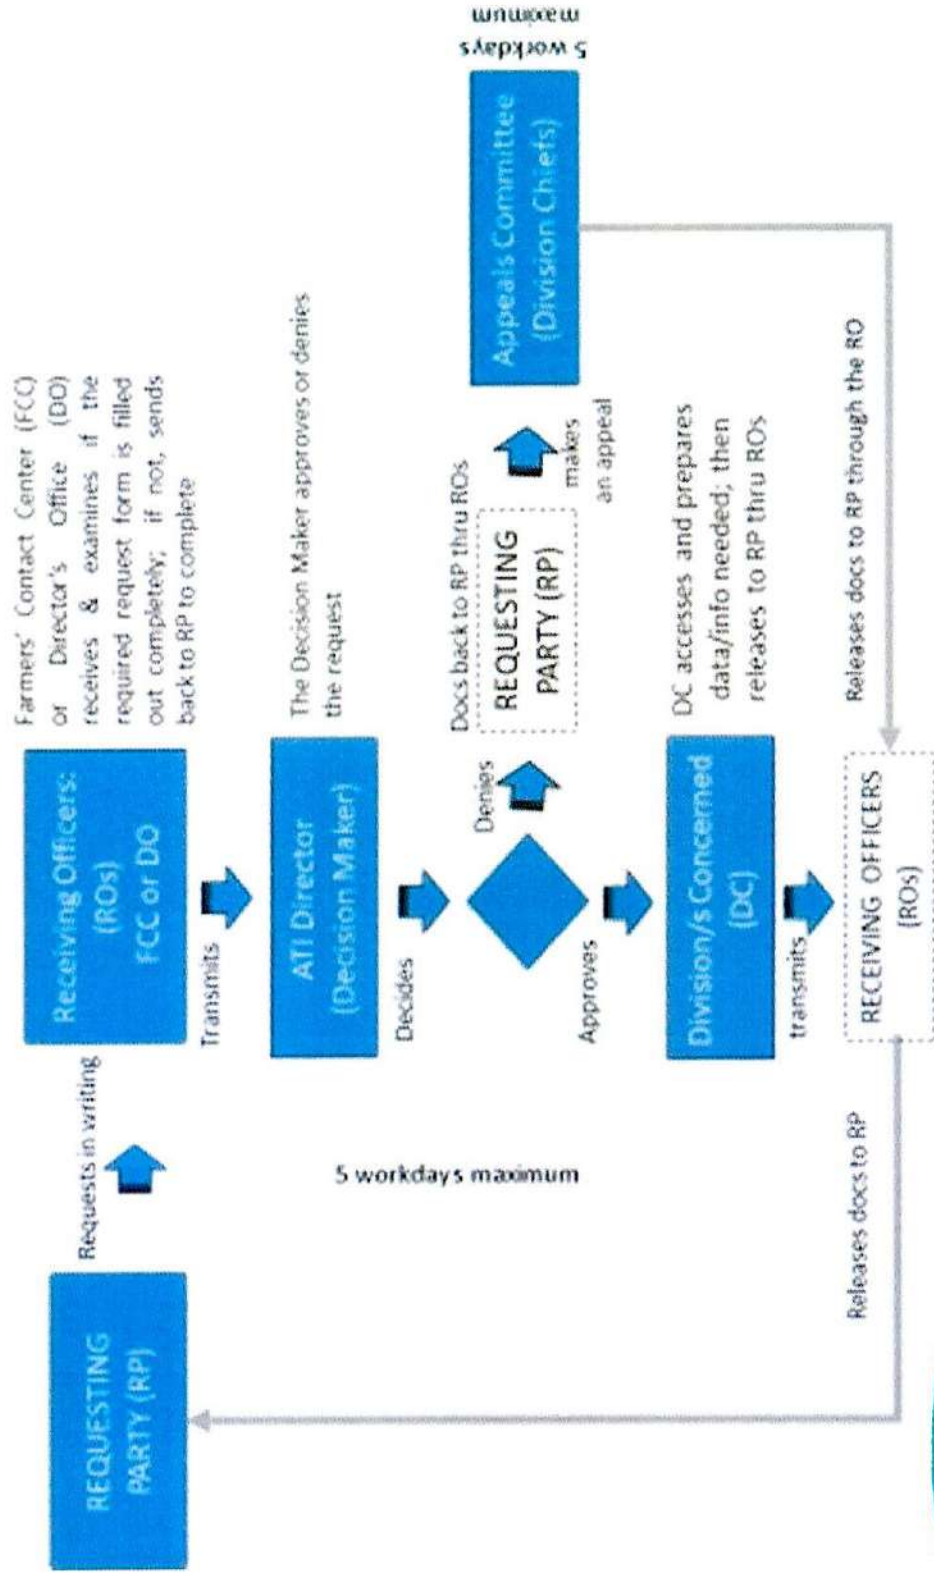 REQUESTING
PARTY (RP)
Requests in writing
Receiving Officers:
(ROs)
FCC or DO
Farmers' Contact Center (FCC)
or Director's Office (DO)
receives & examines if the
required request form is filled
out completely; if not, sends
back to RP to complete
Transmits
ATI Director
(Decision Maker)
The Decision Maker approves or denies
the request
5 workdays maximum
Decides
Denies
Docs back to RP thru ROs
REQUESTING
PARTY (RP)
makes
an appeal
Appeals Committee
(Division Chiefs)
5 workdays
maximum
Approves
Division/s Concerned
(DC)
DC accesses and prepares
data/info needed; then
releases to RP thru ROs
transmits
RECEIVING OFFICERS
(ROs)
Releases docs to RP through the RO
Releases docs to RP